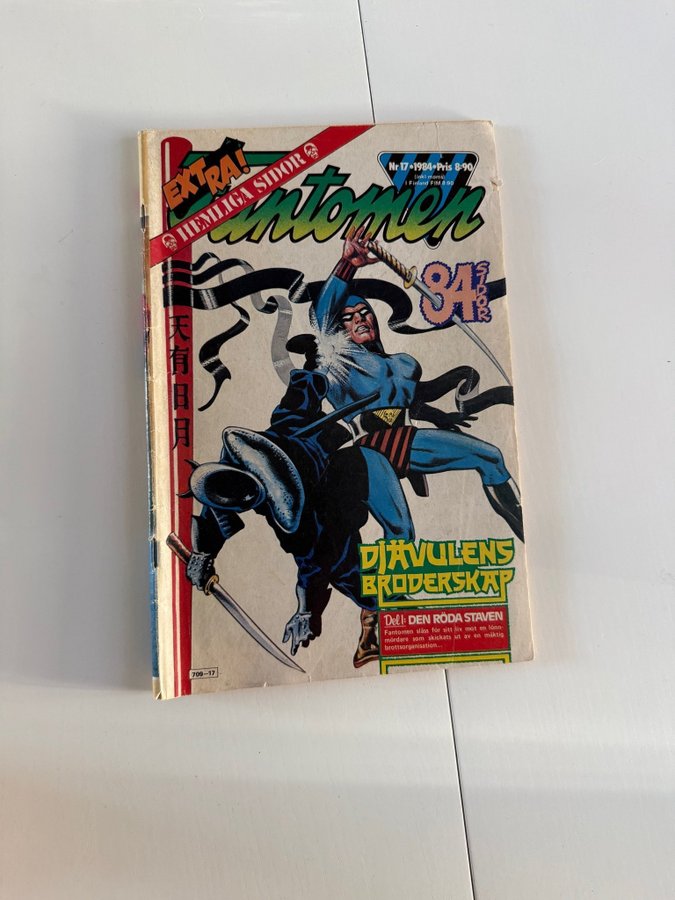 EXTRA!
HEMLIGA SIDOR
Nr 17•1984•Pris 8:90
(inkl moms)
I Finland FIM 8:90
Fantomen
84
SIDOR
天有日月
DJÄVULENS
BRODERSKAP
Del 1: DEN RÖDA STAVEN
Fantomen slåss för sitt liv mot en lönn-
mördare som skickats ut av en mäktig
brottsorganisation...
709—17